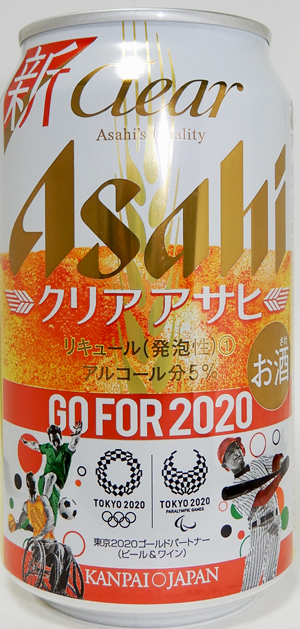 新
Clear
Asahi's Quality
Asahi
クリア アサヒ
リキュール(発泡性)①
アルコール分5%
お酒
GO FOR 2020
TOKYO 2020
TOKYO 2020
PARALYMPIC GAMES
東京2020ゴールドパートナー
(ビール&ワイン)
KANPAI JAPAN